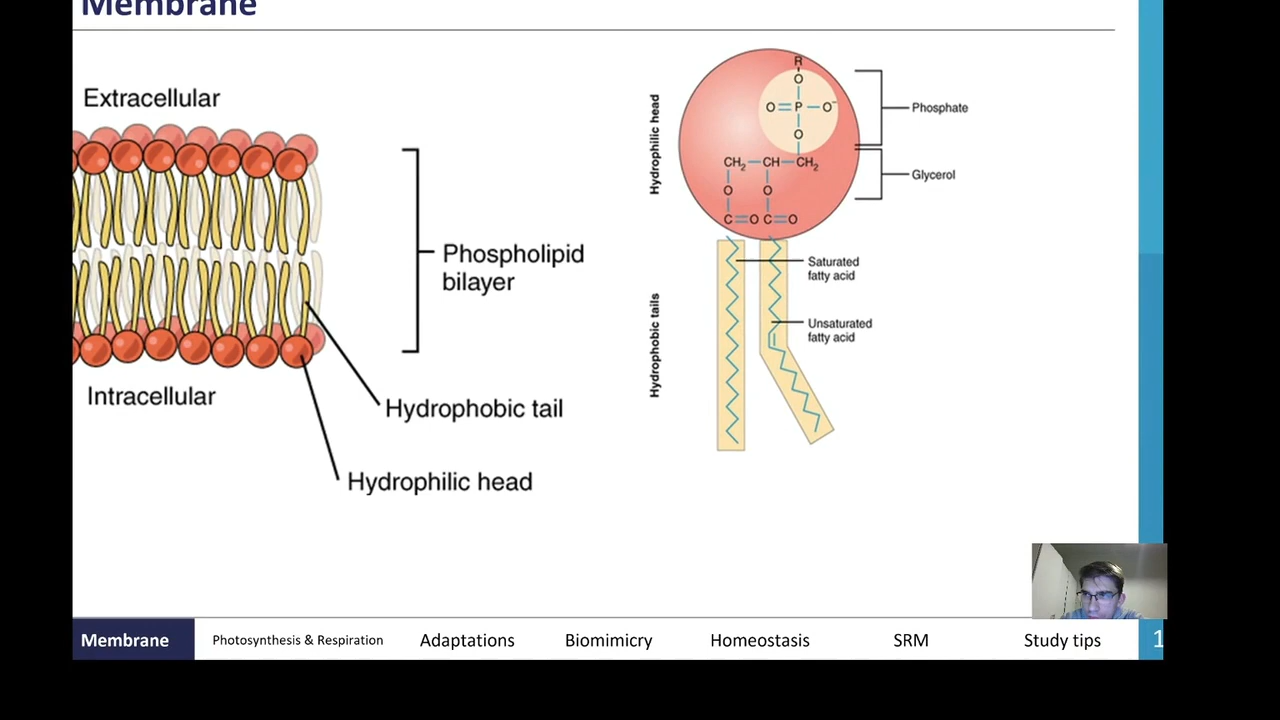 Membrane
Extracellular
Phospholipid
bilayer
Intracellular
Hydrophobic tail
Hydrophilic head
Hydrophilic head
R
O
O=P-O⁻
O
CH₂-CH-CH₂
O O
C=O C=O
Phosphate
Glycerol
Hydrophobic tails
Saturated
fatty acid
Unsaturated
fatty acid
Membrane Photosynthesis & Respiration Adaptations Biomimicry Homeostasis SRM Study tips 1